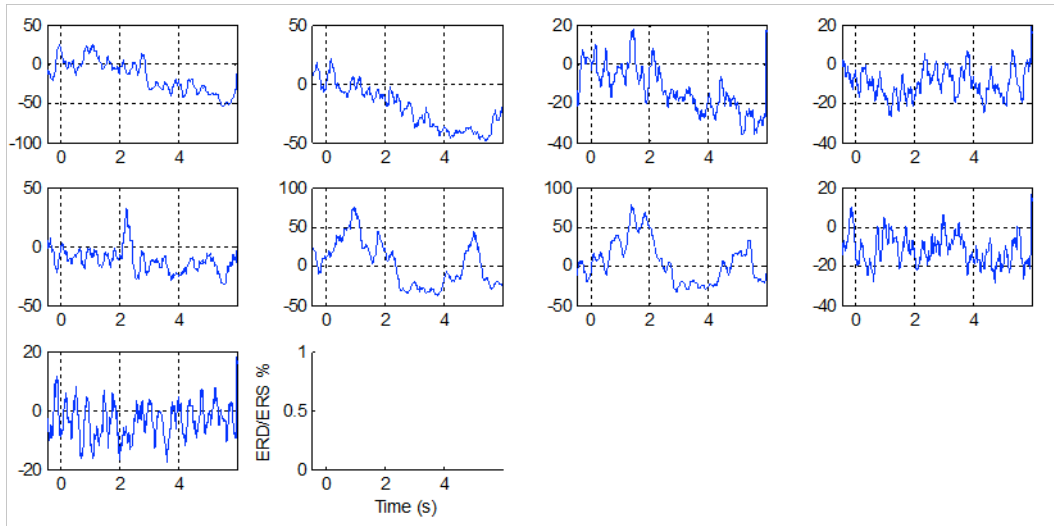 50 50 20 20
0 0 0 0
-50 -20 -20
-100 -50 -40 -40
0 2 4 0 2 4 0 2 4 0 2 4
50 100 100 20
0 50 50 0
0 0 -20
-50 -50 -50 -40
0 2 4 0 2 4 0 2 4 0 2 4
20 1
0 0.5
-20 0
ERD/ERS %
0 2 4 0 2 4
Time (s)